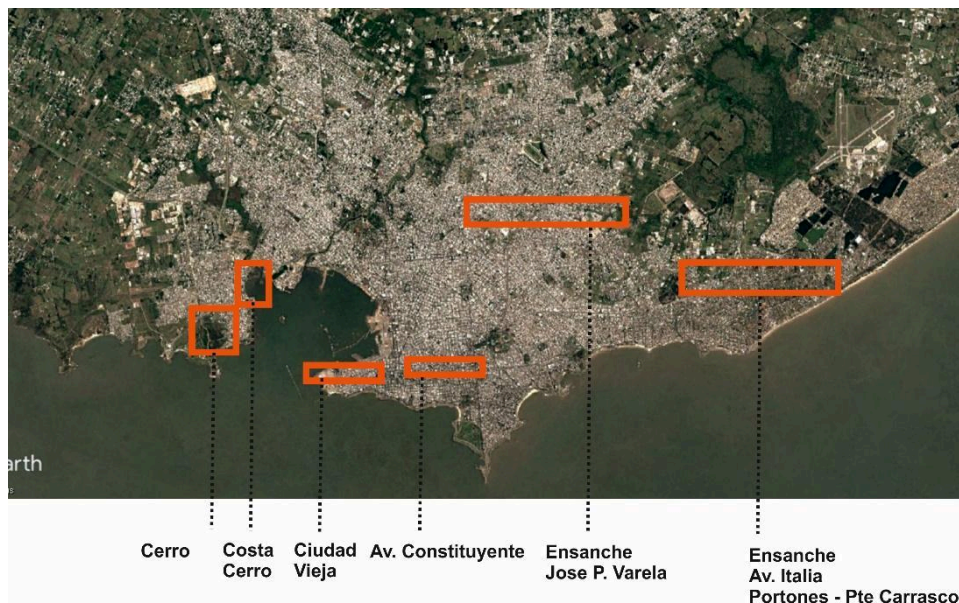 arth
Cerro
Costa
Cerro
Ciudad
Vieja
Av. Constituyente
Ensanche
Jose P. Varela
Ensanche
Av. Italia
Portones - Pte Carrasco